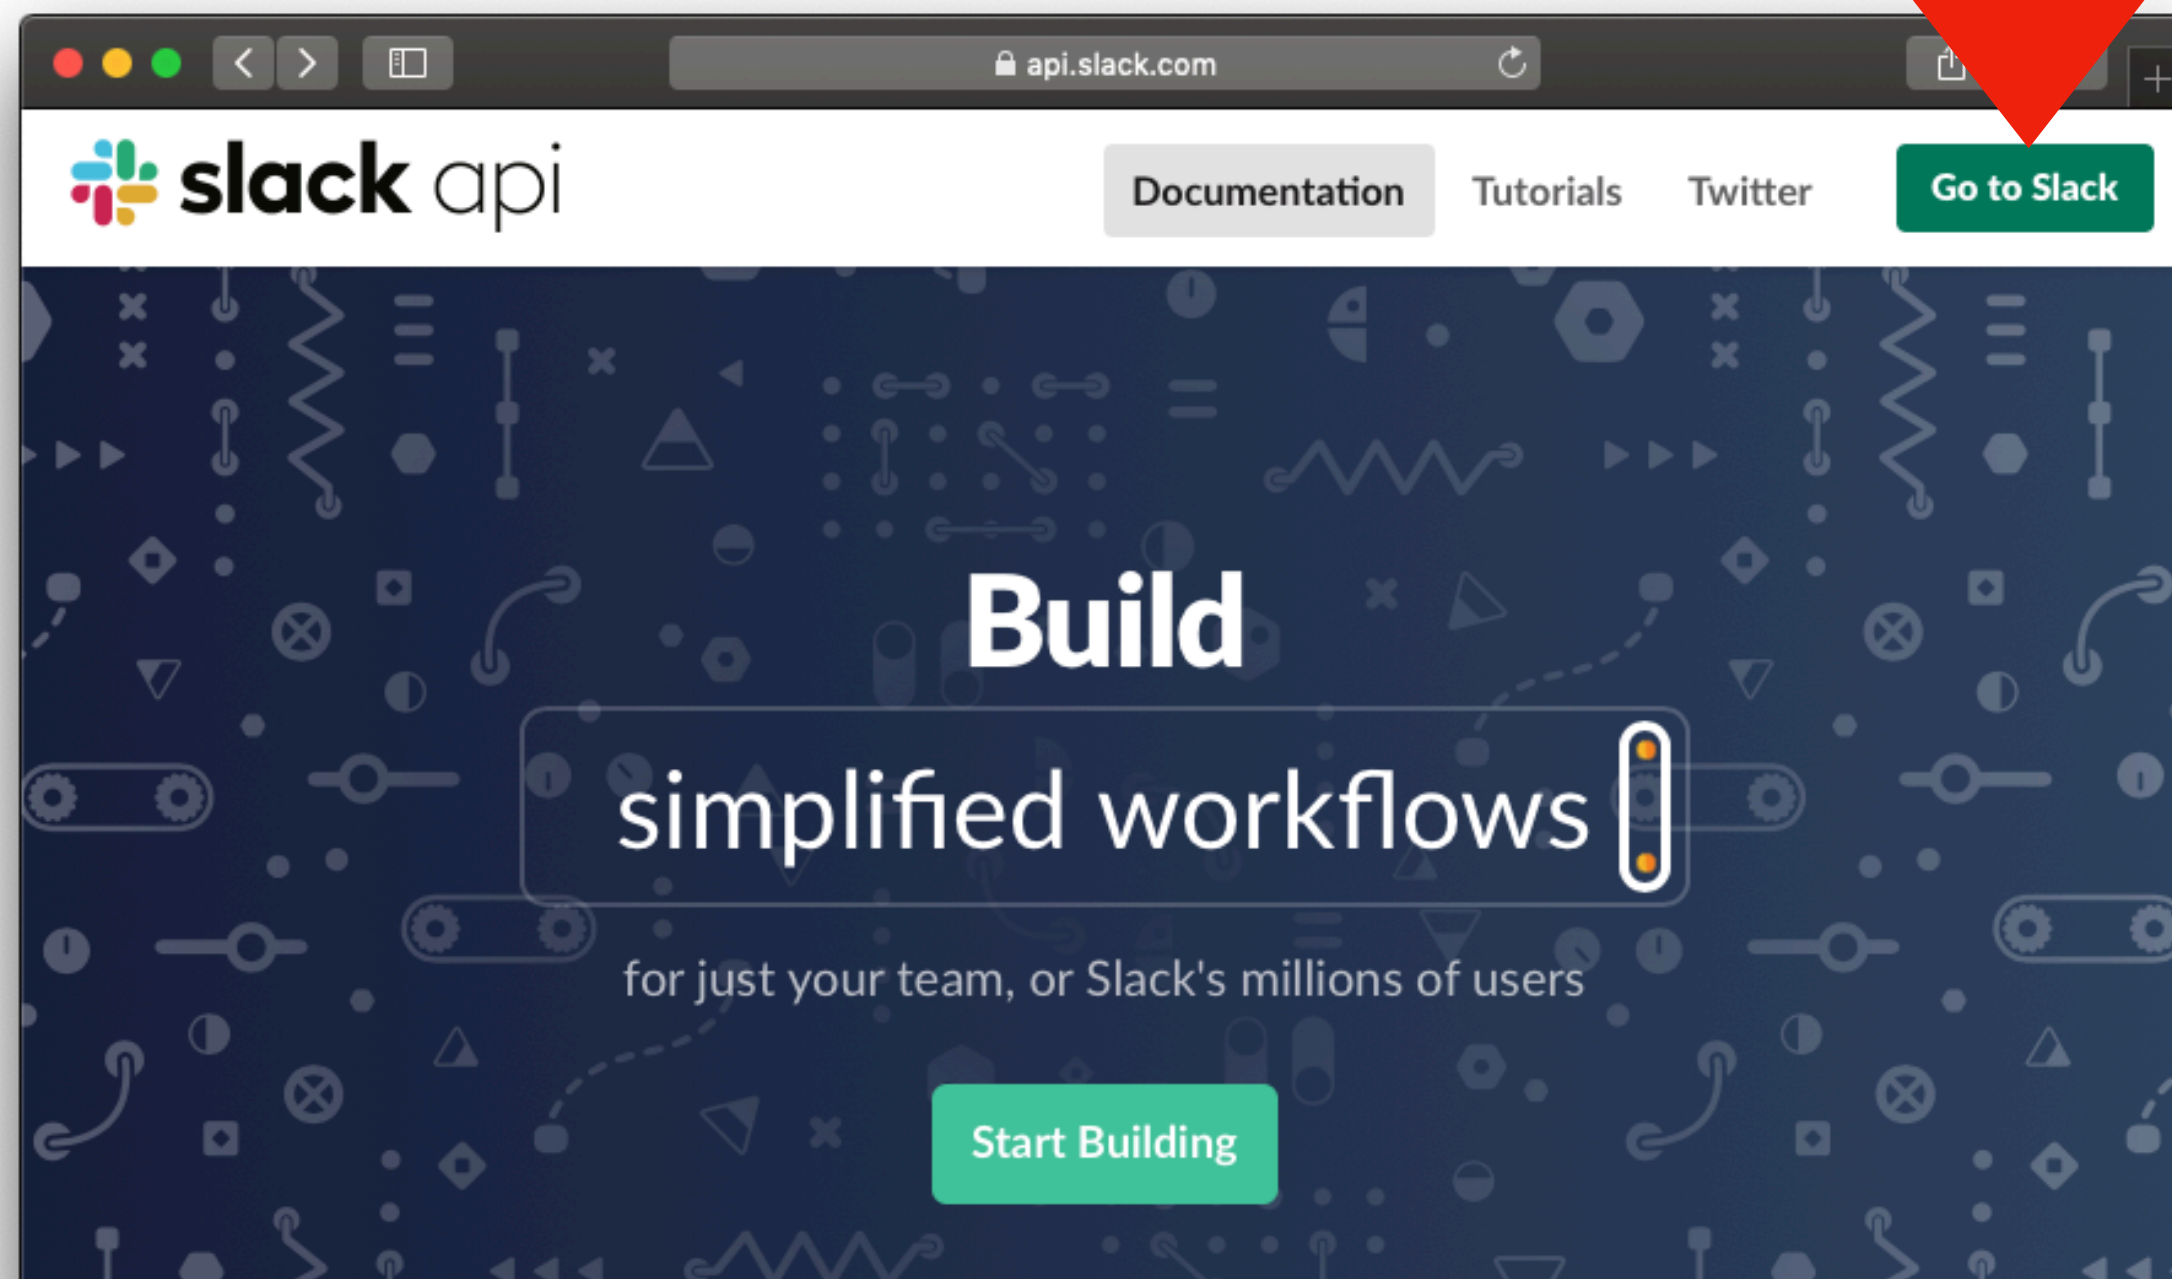 api.slack.com
slack api
Documentation
Tutorials
Twitter
Go to Slack
Build
simplified workflows
for just your team, or Slack's millions of users
Start Building